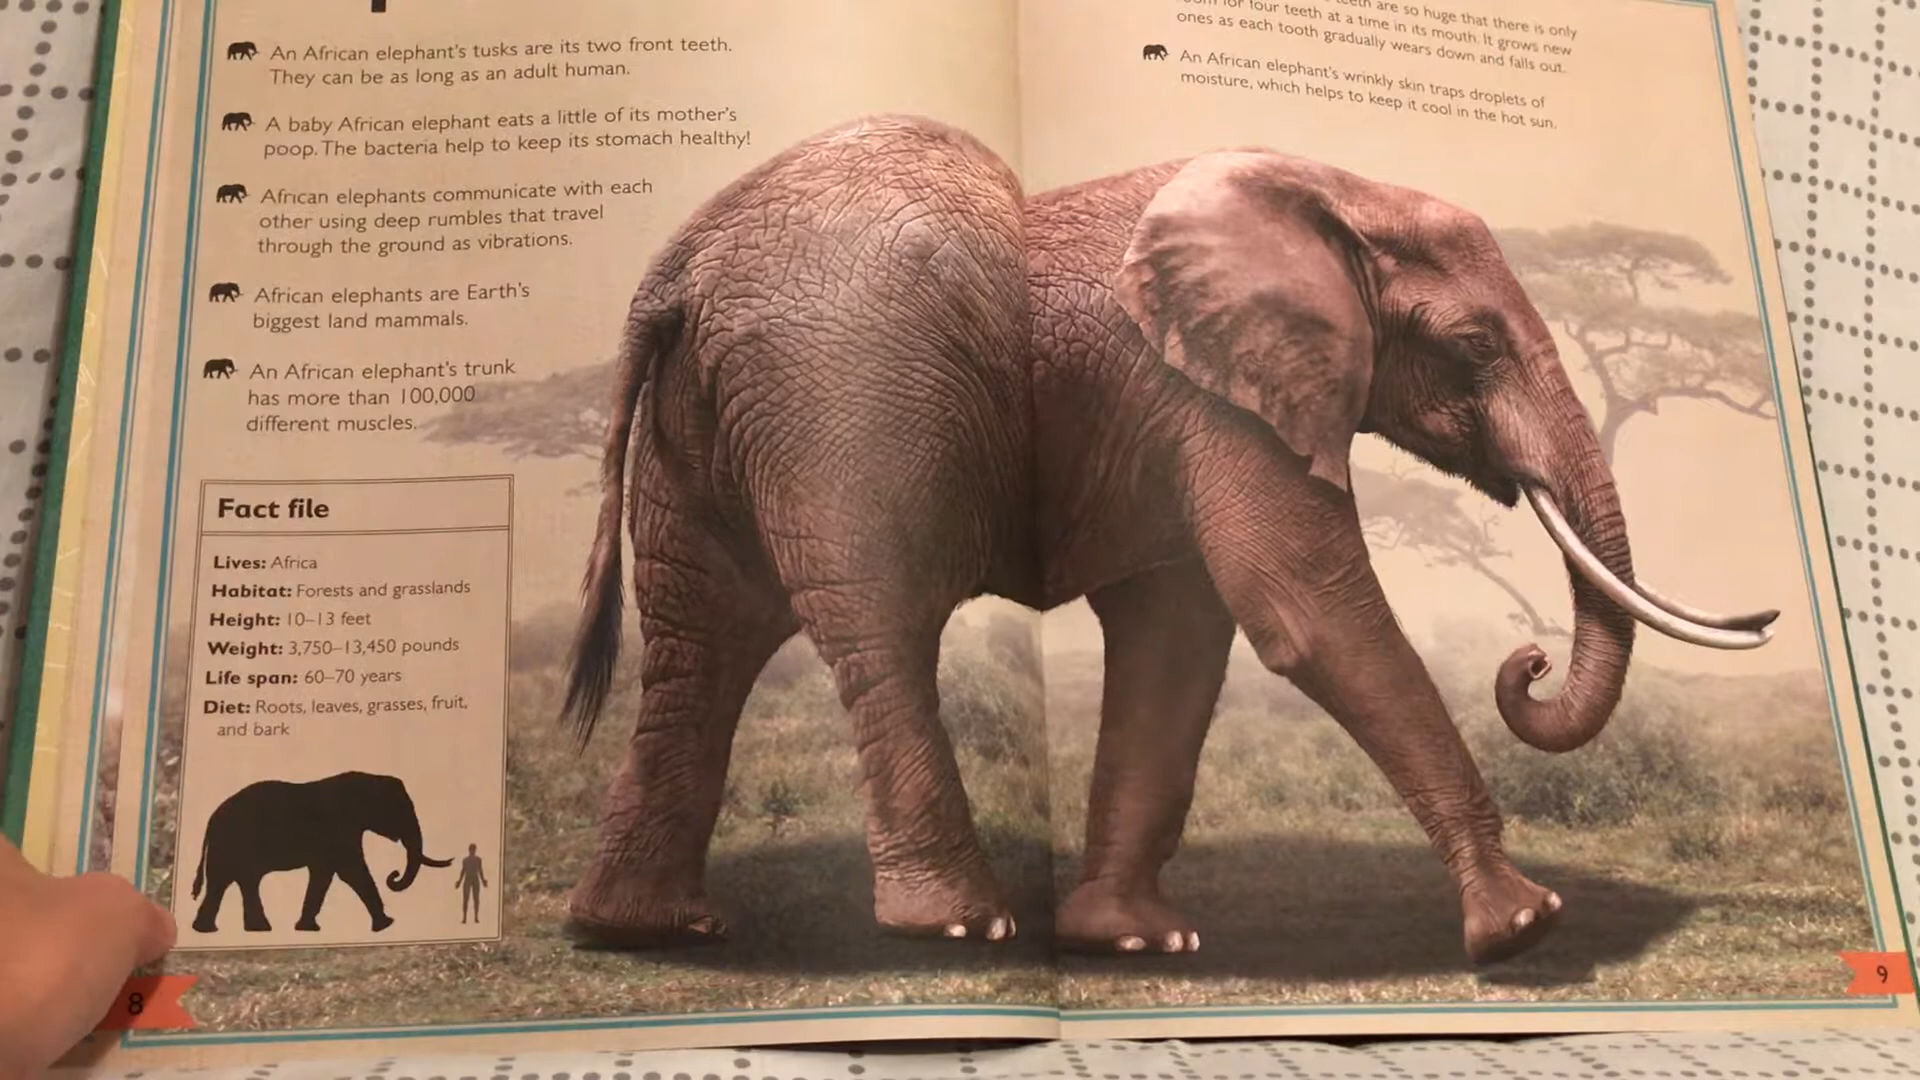 An African elephant's tusks are its two front teeth.
They can be as long as an adult human.
A baby African elephant eats a little of its mother's
poop. The bacteria help to keep its stomach healthy!
African elephants communicate with each
other using deep rumbles that travel
through the ground as vibrations.
African elephants are Earth's
biggest land mammals.
An African elephant's trunk
has more than 100,000
different muscles.
Fact file
Lives: Africa
Habitat: Forests and grasslands
Height: 10–13 feet
Weight: 3,750–13,450 pounds
Life span: 60–70 years
Diet: Roots, leaves, grasses, fruit,
and bark
8
teeth are so huge that there is only
for four teeth at a time in its mouth. It grows new
ones as each tooth gradually wears down and falls out.
An African elephant's wrinkly skin traps droplets of
moisture, which helps to keep it cool in the hot sun.
9